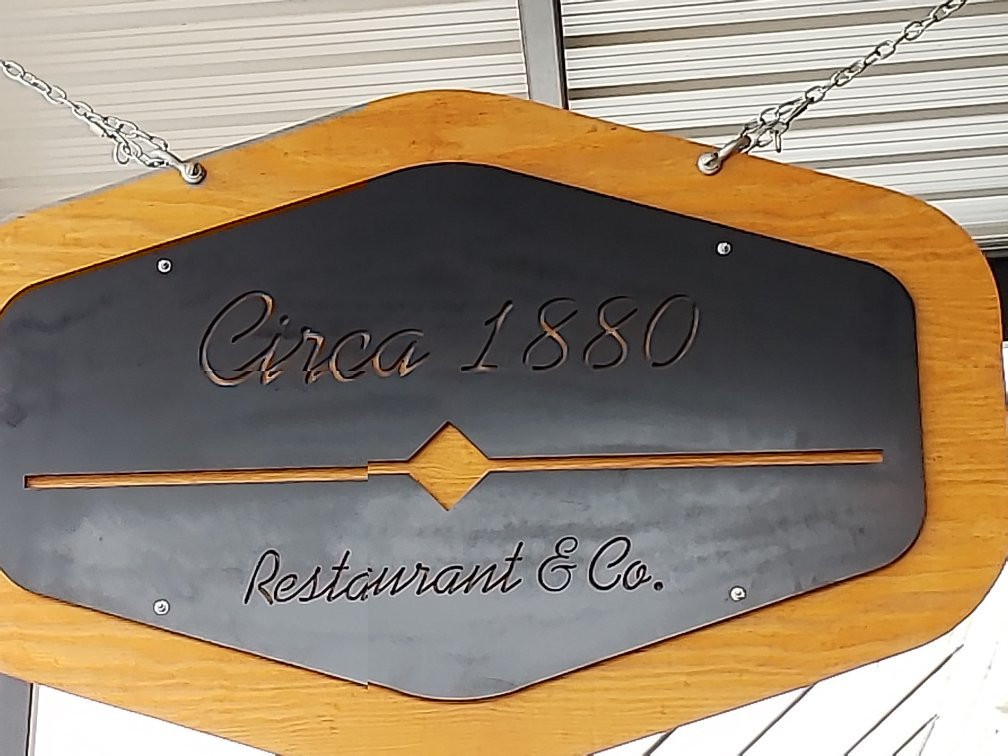 Circa 1880
Restaurant & Co.